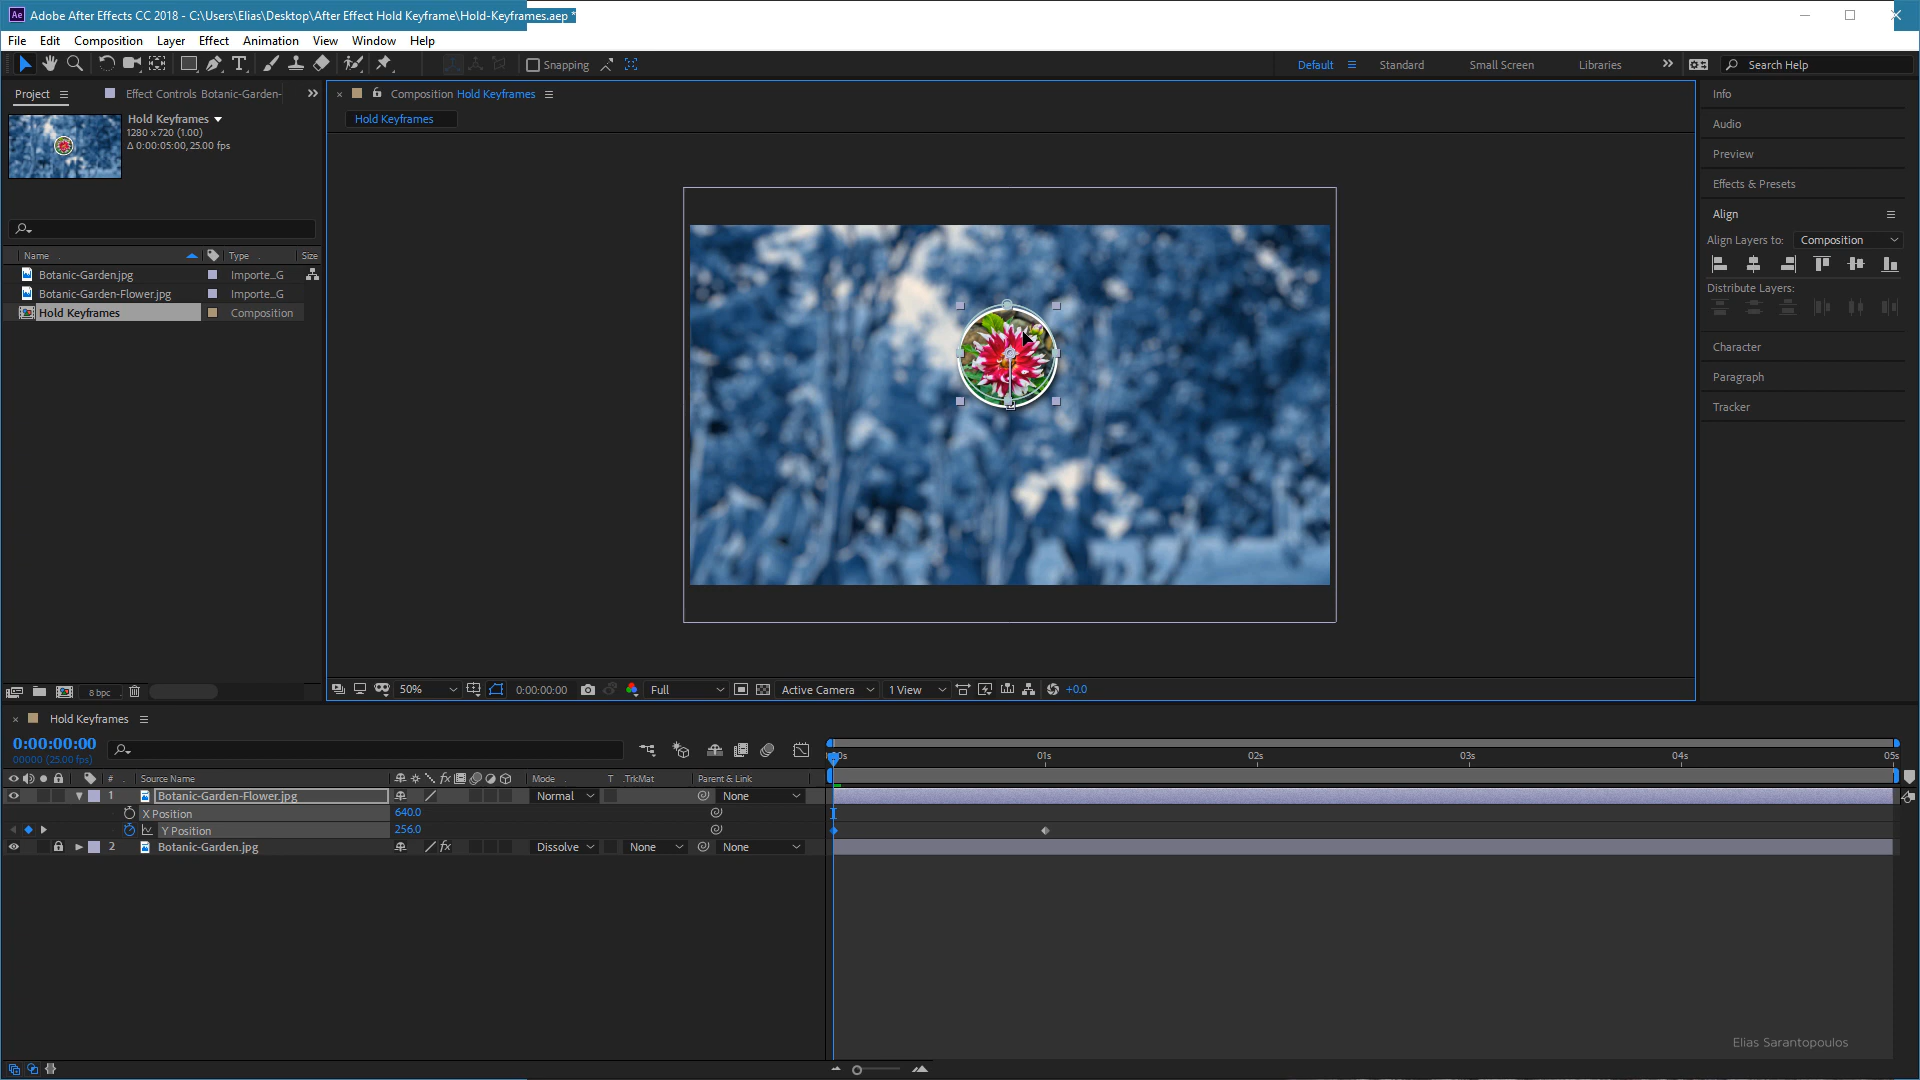 Ae Adobe After Effects CC 2018 - C:\Users\Elias\Desktop\After Effect Hold Keyframe\Hold-Keyframes.aep *
File Edit Composition Layer Effect Animation View Window Help
Snapping
Default Standard Small Screen Libraries Search Help
Project Effect Controls Botanic-Garden-
Composition Hold Keyframes
Hold Keyframes
Hold Keyframes
1280 x 720 (1.00)
Δ 0:00:05:00, 25.00 fps
Name Type Size
Botanic-Garden.jpg Importe...G
Botanic-Garden-Flower.jpg Importe...G
Hold Keyframes Composition
8 bpc
50% 0:00:00:00 Full Active Camera 1 View +0.0
Info
Audio
Preview
Effects & Presets
Align
Align Layers to: Composition
Distribute Layers:
Character
Paragraph
Tracker
Hold Keyframes
0:00:00:00
00000 (25.00 fps)
# Source Name fx Mode T .TrkMat Parent & Link
00s 01s 02s 03s 04s 05s
1 Botanic-Garden-Flower.jpg Normal None
X Position 640.0
Y Position 256.0
2 Botanic-Garden.jpg fx Dissolve None None
Elias Sarantopoulos